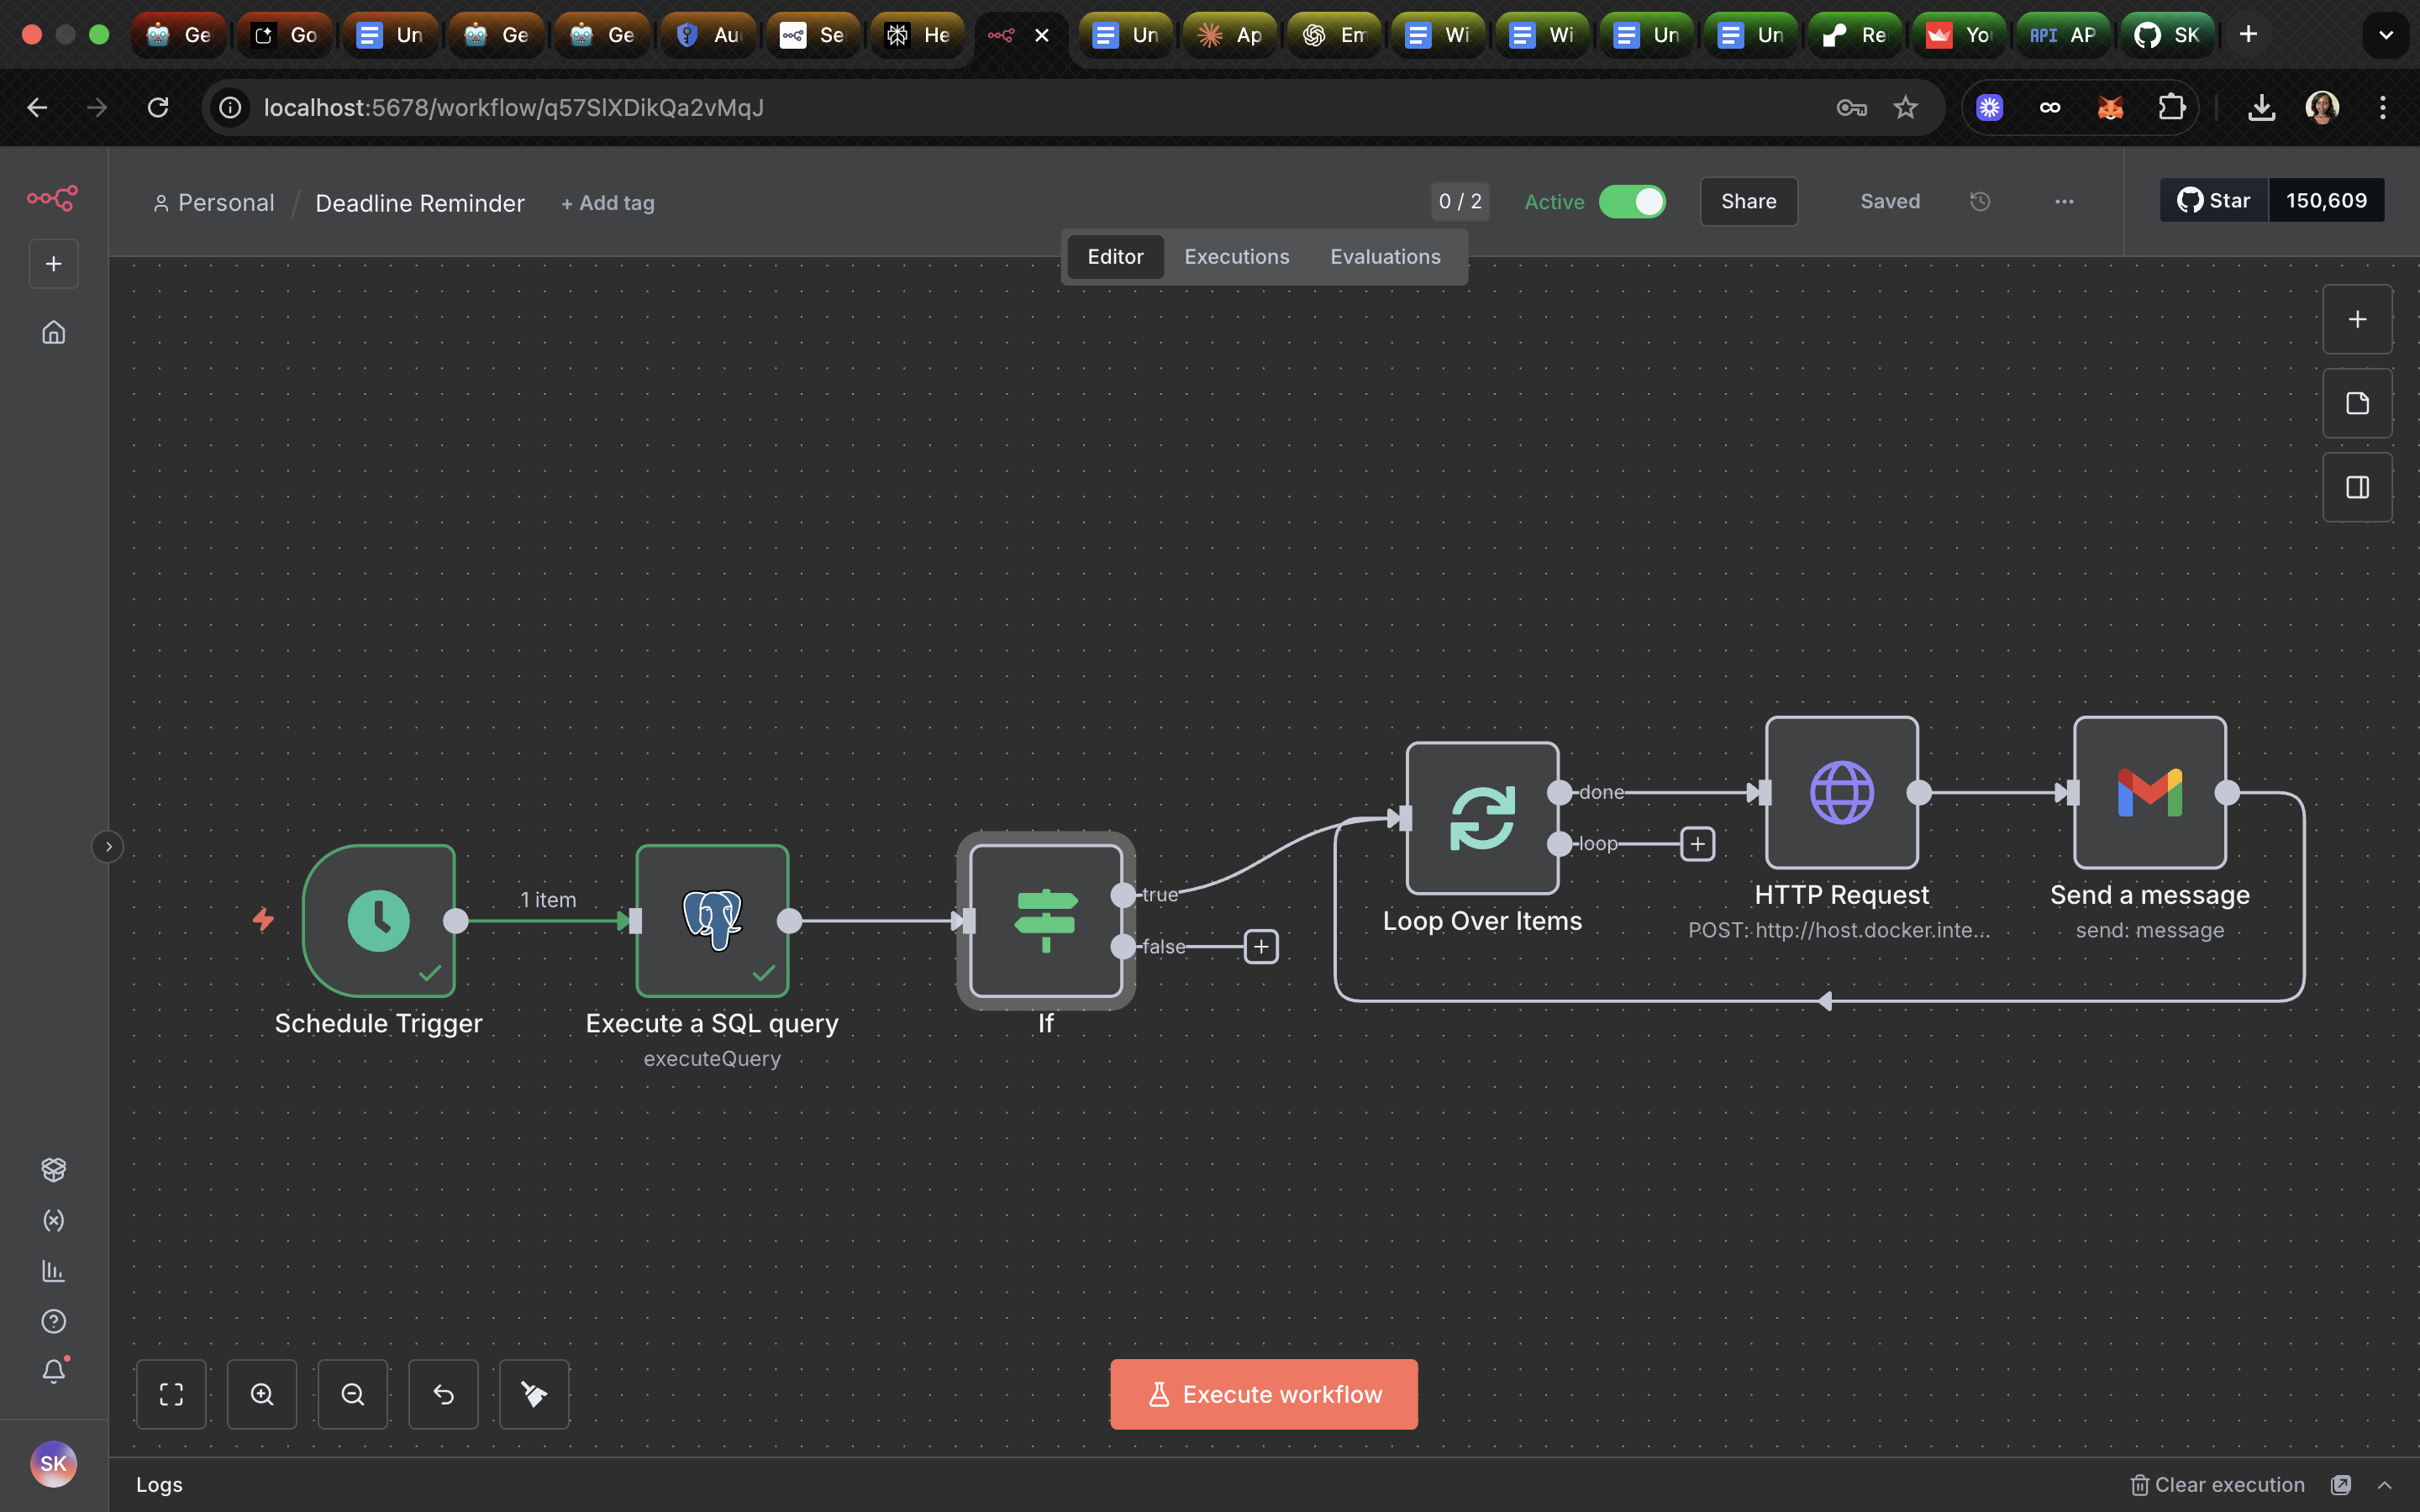 Ge
Go
Un
Ge
Ge
Au
Se
He
Un
Ap
Em
Wi
Wi
Un
Un
Re
You
API AP
SK
localhost:5678/workflow/q57SlXDikQa2vMqJ
Personal / Deadline Reminder + Add tag
0 / 2
Active
Share
Saved
Star 150,609
Editor Executions Evaluations
1 item
Schedule Trigger
Execute a SQL query
executeQuery
If
true
false
Loop Over Items
done
loop
HTTP Request
POST: http://host.docker.inte...
Send a message
send: message
Execute workflow
SK
Logs
Clear execution